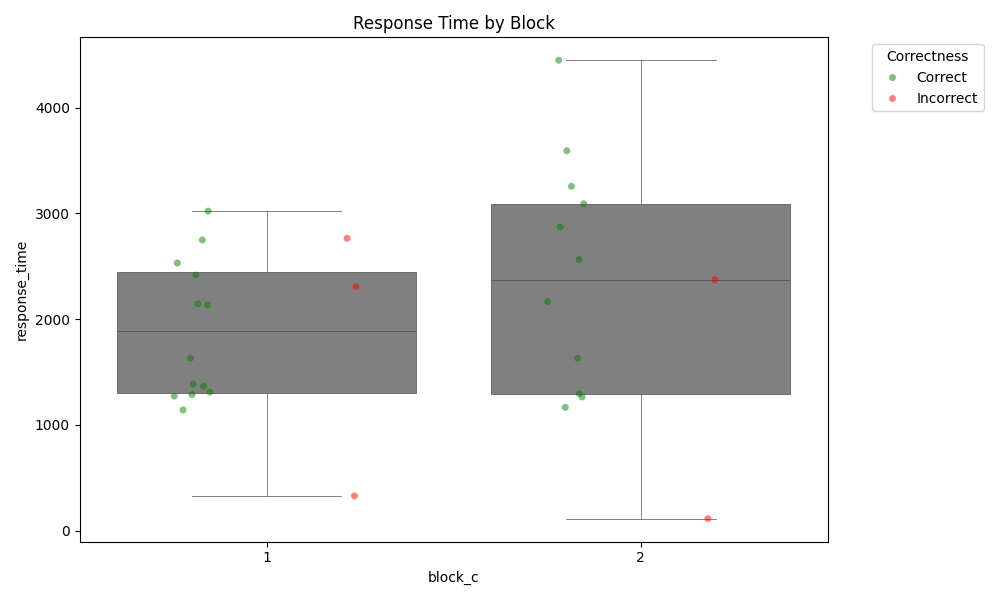 Response Time by Block
Correctness
Correct
Incorrect
response_time
4000
3000
2000
1000
0
1
2
block_c